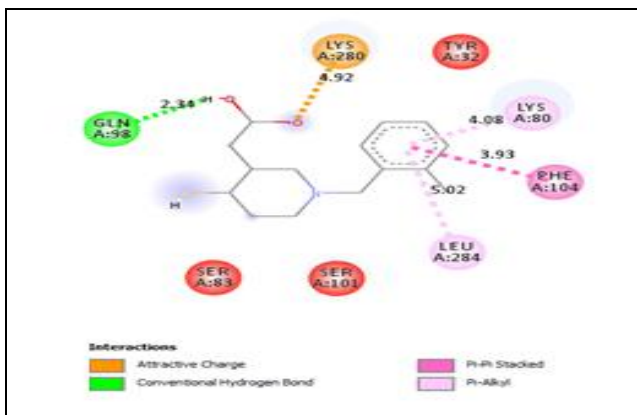 LYS
A:280
TYR
A:32
4.92
2.34
H
GLN
A:98
LYS
A:80
4.08
3.93
PHE
A:104
5.02
H
LEU
A:284
SER
A:83
SER
A:101
Interactions
Attractive Charge
Conventional Hydrogen Bond
Pi-Pi Stacked
Pi-Alkyl